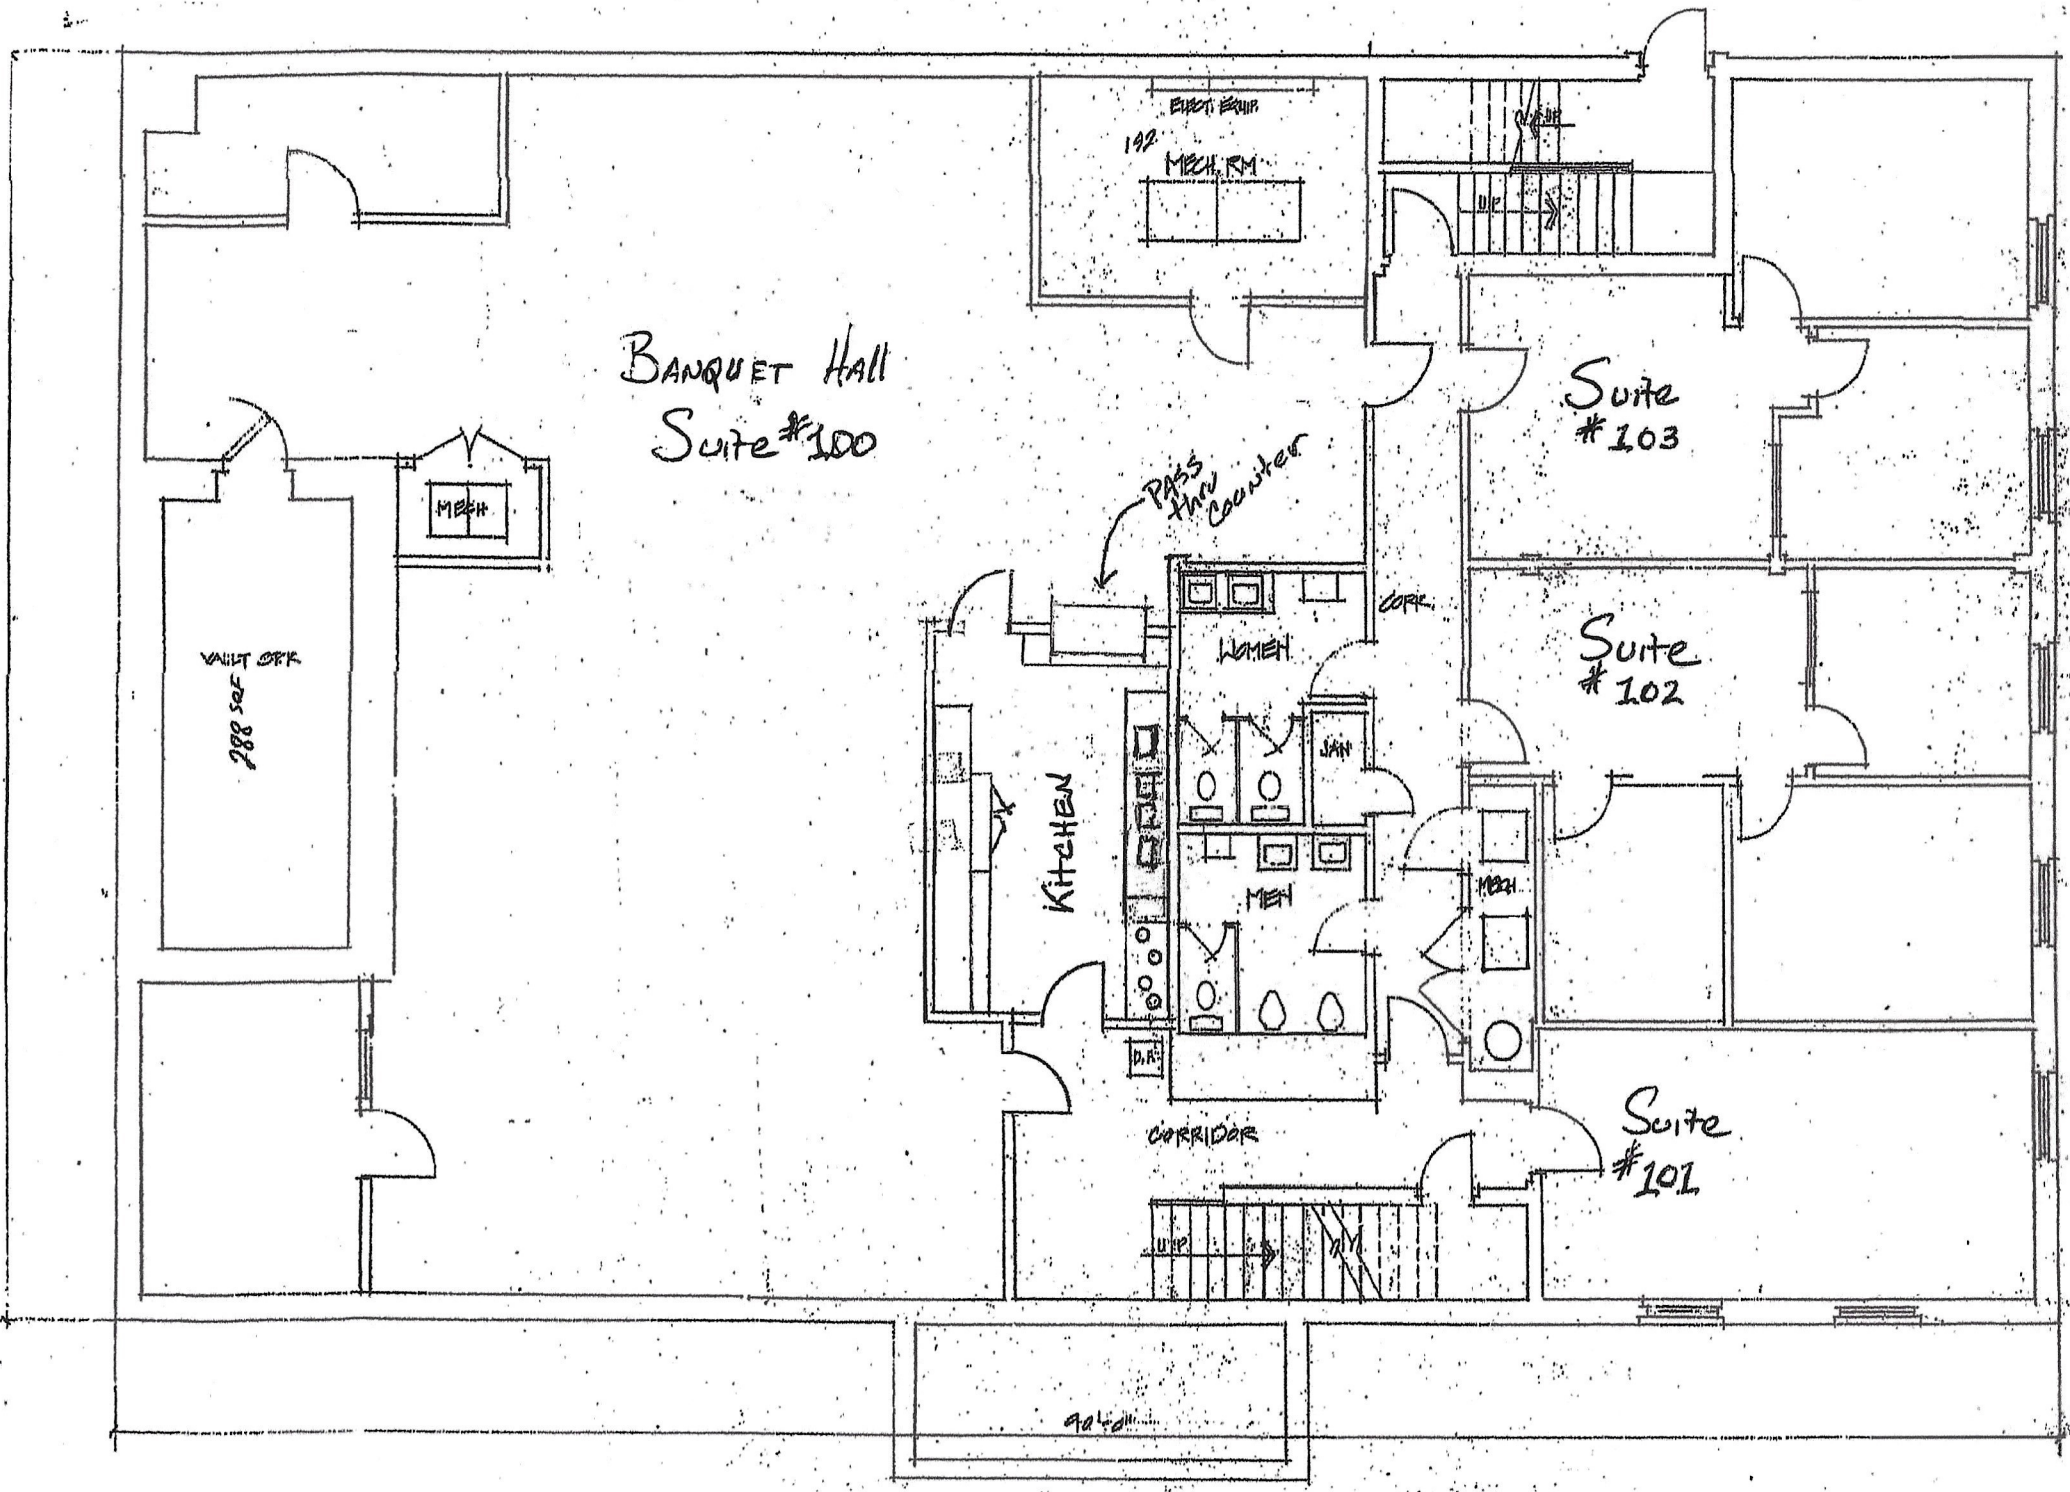 ELECT. EQUIP.
192
MECH. RM
UP
UP
BANQUET HAll
Suite #100
Suite
# 103
PASS
thru
counter
MECH
CORR.
WOMEN
Suite
# 102
VAULT
288 SQF
JAN
KitCHEN
MECH
MEN
D.F.
CORRIDOR
Suite
#101
UP
90'-0"